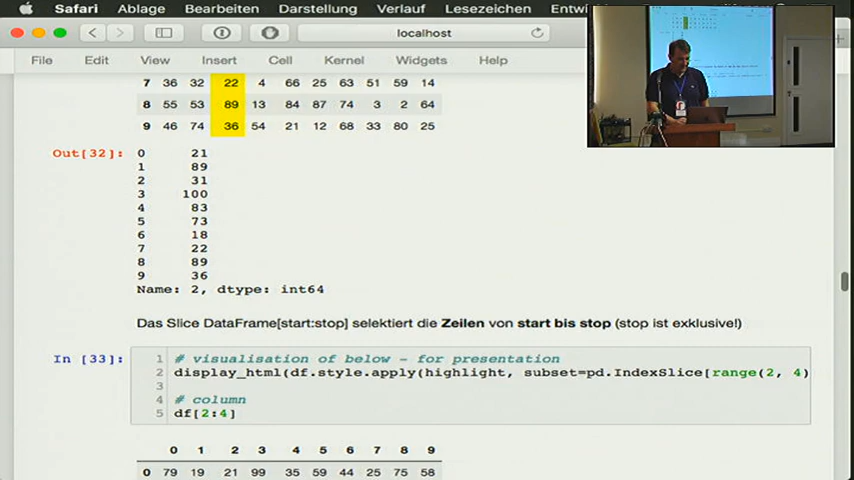 Safari Ablage Bearbeiten Darstellung Verlauf Lesezeichen Entwi
localhost
File Edit View Insert Cell Kernel Widgets Help
7 36 32 22 4 66 25 63 51 59 14
8 55 53 89 13 84 87 74 3 2 64
9 46 74 36 54 21 12 68 33 80 25
Out[32]: 0 21
1 89
2 31
3 100
4 83
5 73
6 18
7 22
8 89
9 36
Name: 2, dtype: int64
Das Slice DataFrame[start:stop] selektiert die Zeilen von start bis stop (stop ist exklusive!)
In [33]: 1 # visualisation of below - for presentation
2 display_html(df.style.apply(highlight, subset=pd.IndexSlice[range(2, 4)
3
4 # column
5 df[2:4]
0 1 2 3 4 5 6 7 8 9
0 79 19 21 99 35 59 44 25 75 58